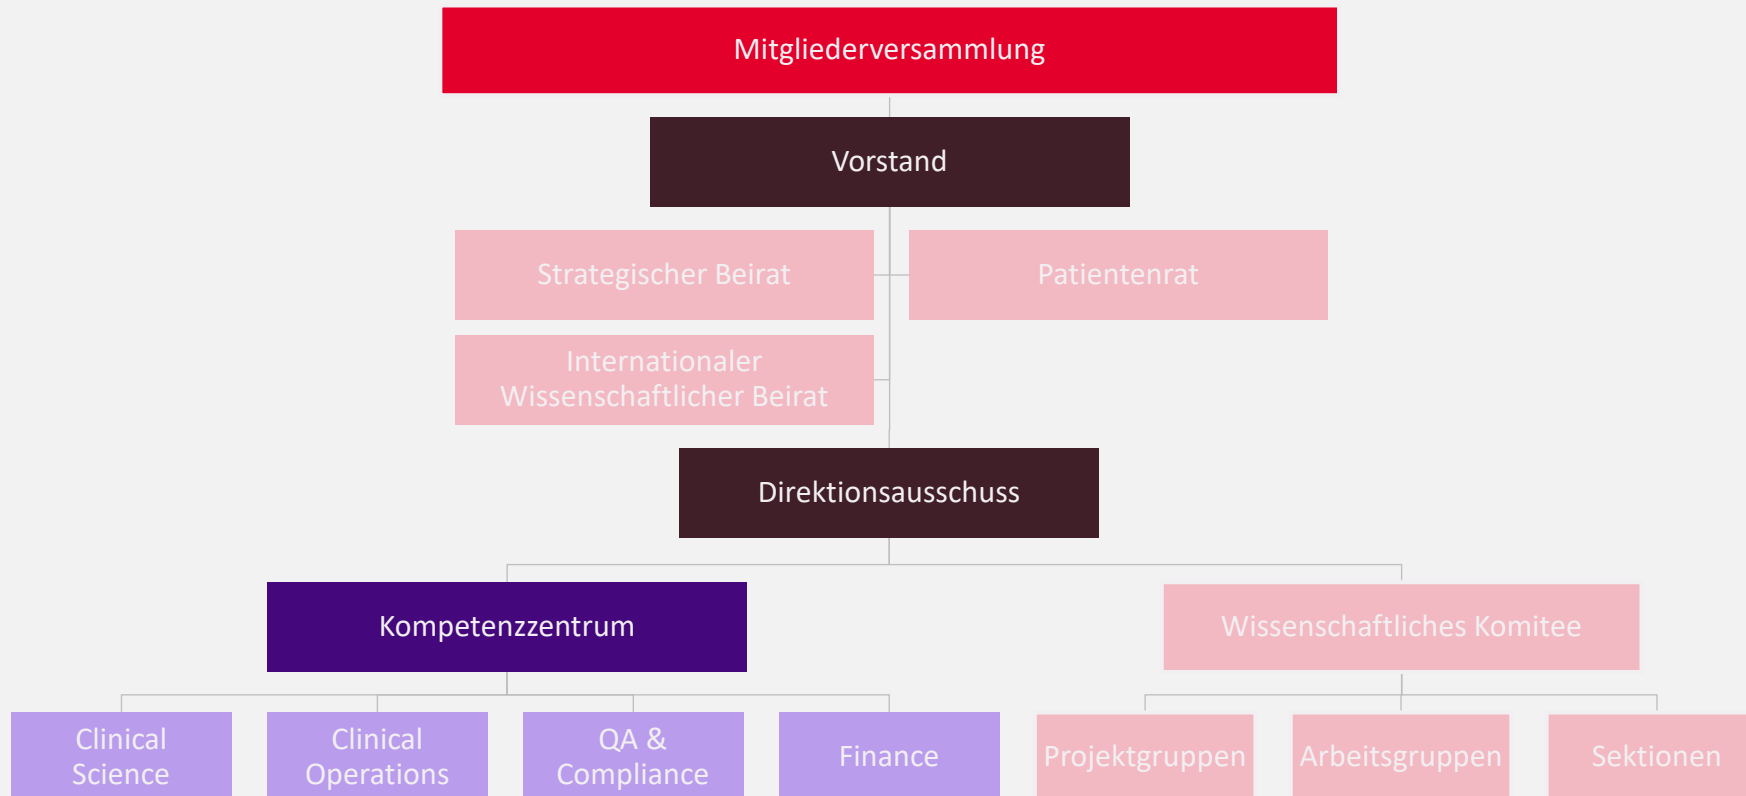 Mitgliederversammlung
Vorstand
Strategischer Beirat
Patientenrat
Internationaler
Wissenschaftlicher Beirat
Direktionsausschuss
Kompetenzzentrum
Wissenschaftliches Komitee
Clinical
Science
Clinical
Operations
QA &
Compliance
Finance
Projektgruppen
Arbeitsgruppen
Sektionen